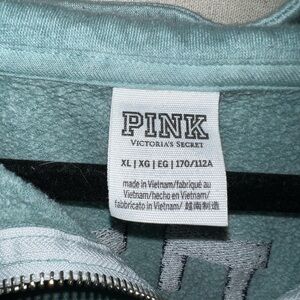 PINK
VICTORIA'S SECRET
XL | XG | EG | 170/112A
made in Vietnam/fabriqué au
Vietnam/hecho en Vietnam/
fabbricato in Vietnam/ 越南制造